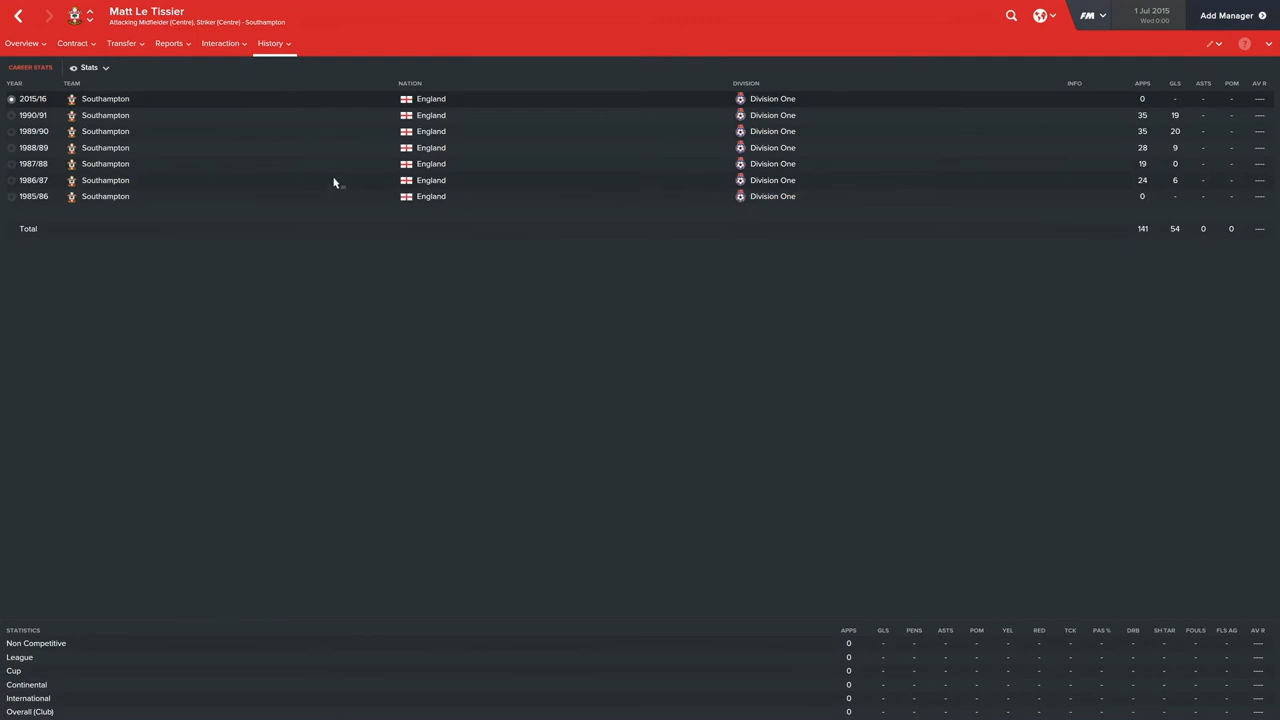 Matt Le Tissier
Attacking Midfielder (Centre), Striker (Centre) - Southampton
FM
1 Jul 2015
Wed 0:00
Add Manager
Overview Contract Transfer Reports Interaction History
CAREER STATS Stats
YEAR TEAM NATION DIVISION INFO APPS GLS ASTS POM AV R
2015/16 Southampton England Division One 0 - - - ----
1990/91 Southampton England Division One 35 19 - - ----
1989/90 Southampton England Division One 35 20 - - ----
1988/89 Southampton England Division One 28 9 - - ----
1987/88 Southampton England Division One 19 0 - - ----
1986/87 Southampton England Division One 24 6 - - ----
1985/86 Southampton England Division One 0 - - - ----
Total 141 54 0 0 ----
STATISTICS APPS GLS PENS ASTS POM YEL RED TCK PAS % DRB SH TAR FOULS FLS AG AV R
Non Competitive 0 - - - - - - - - - - - - ----
League 0 - - - - - - - - - - - - ----
Cup 0 - - - - - - - - - - - - ----
Continental 0 - - - - - - - - - - - - ----
International 0 - - - - - - - - - - - - ----
Overall (Club) 0 - - - - - - - - - - - - ----